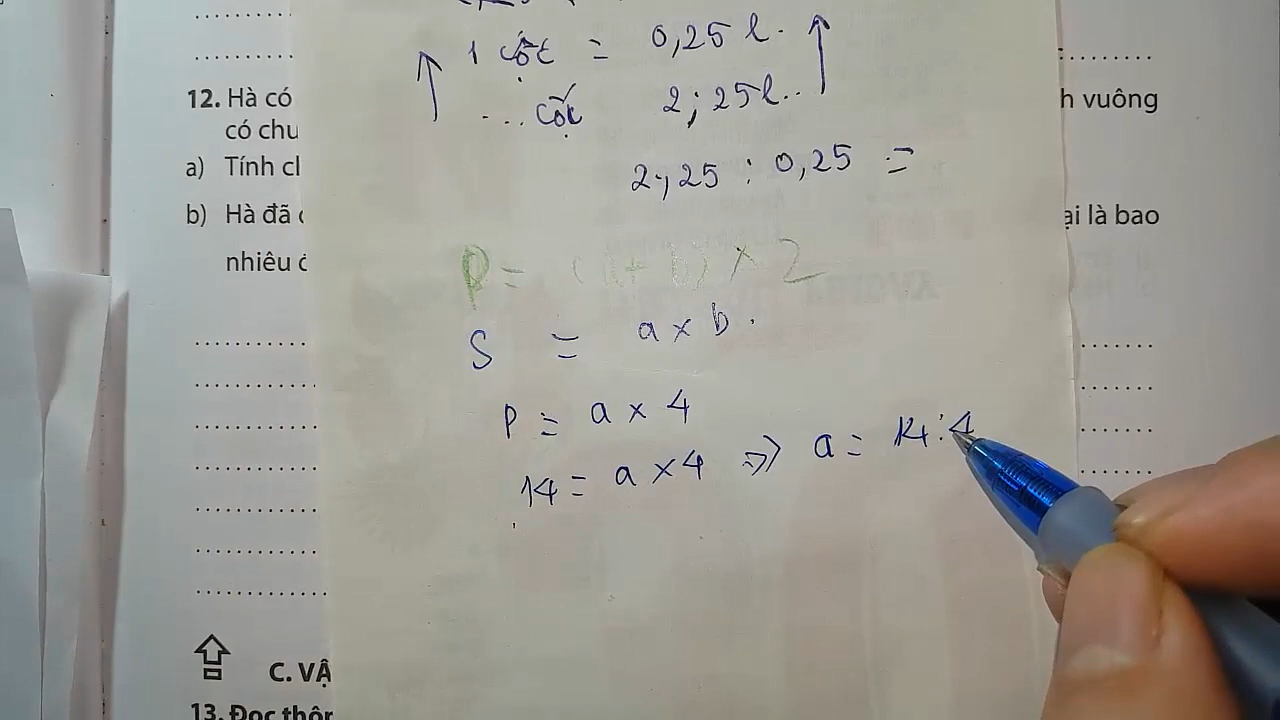 1 cốc = 0,25 l.
... cốc 2,25 l..
12. Hà có
h vuông
có chu
a) Tính cl
2,25 : 0,25 =
b) Hà đã
ại là bao
nhiêu
P = (a + b) × 2
S = a × b.
P = a × 4
14 = a × 4 => a = 14 : 4
C. VẬ
13. Đọc thôn